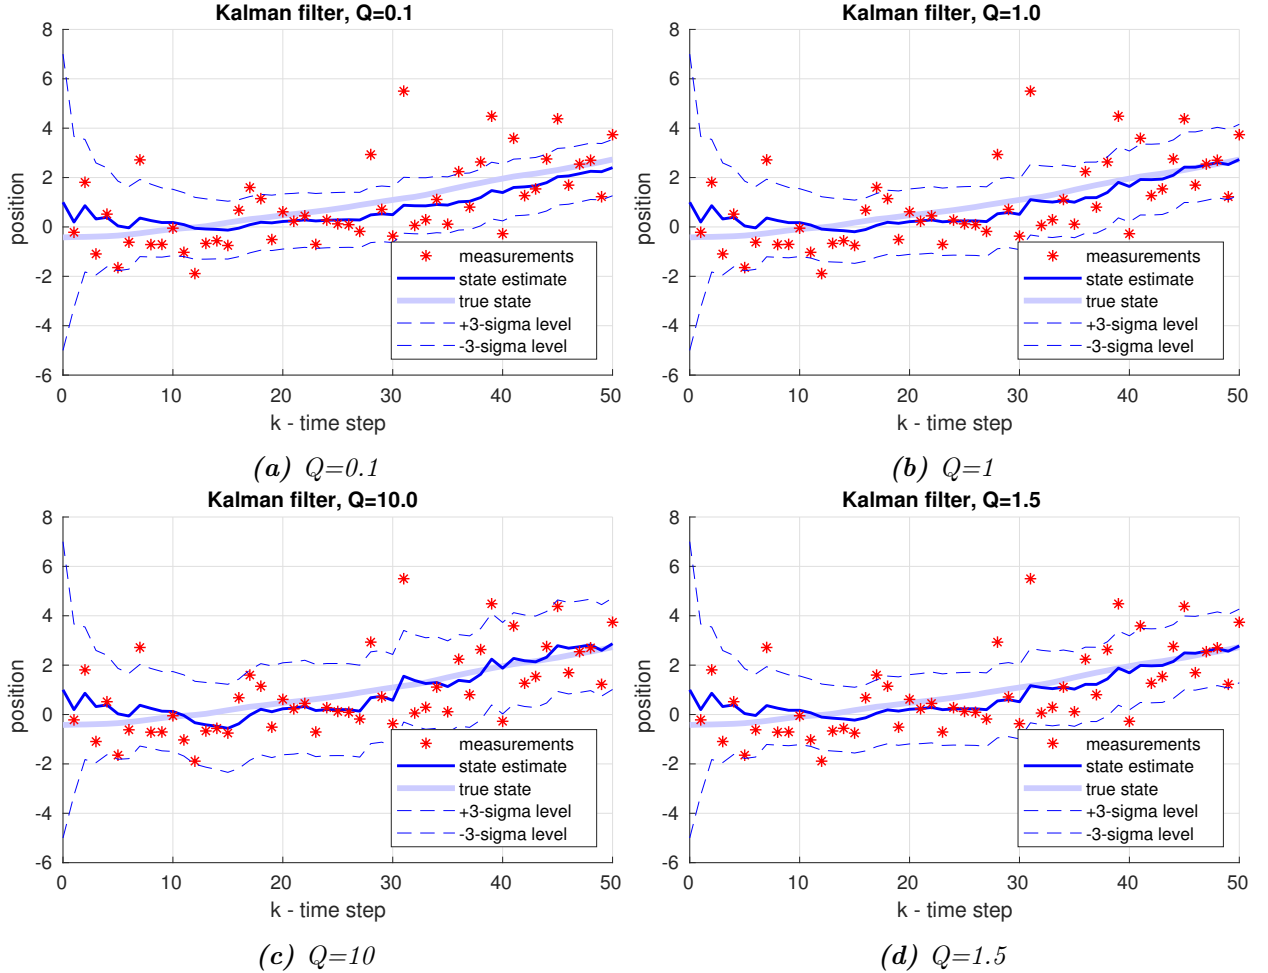 Kalman filter, Q=0.1
8
6
4
2
0
-2
-4
-6
position
0 10 20 30 40 50
k - time step
measurements
state estimate
true state
+3-sigma level
-3-sigma level
(a) Q=0.1
Kalman filter, Q=1.0
8
6
4
2
0
-2
-4
-6
position
0 10 20 30 40 50
k - time step
measurements
state estimate
true state
+3-sigma level
-3-sigma level
(b) Q=1
Kalman filter, Q=10.0
8
6
4
2
0
-2
-4
-6
position
0 10 20 30 40 50
k - time step
measurements
state estimate
true state
+3-sigma level
-3-sigma level
(c) Q=10
Kalman filter, Q=1.5
8
6
4
2
0
-2
-4
-6
position
0 10 20 30 40 50
k - time step
measurements
state estimate
true state
+3-sigma level
-3-sigma level
(d) Q=1.5